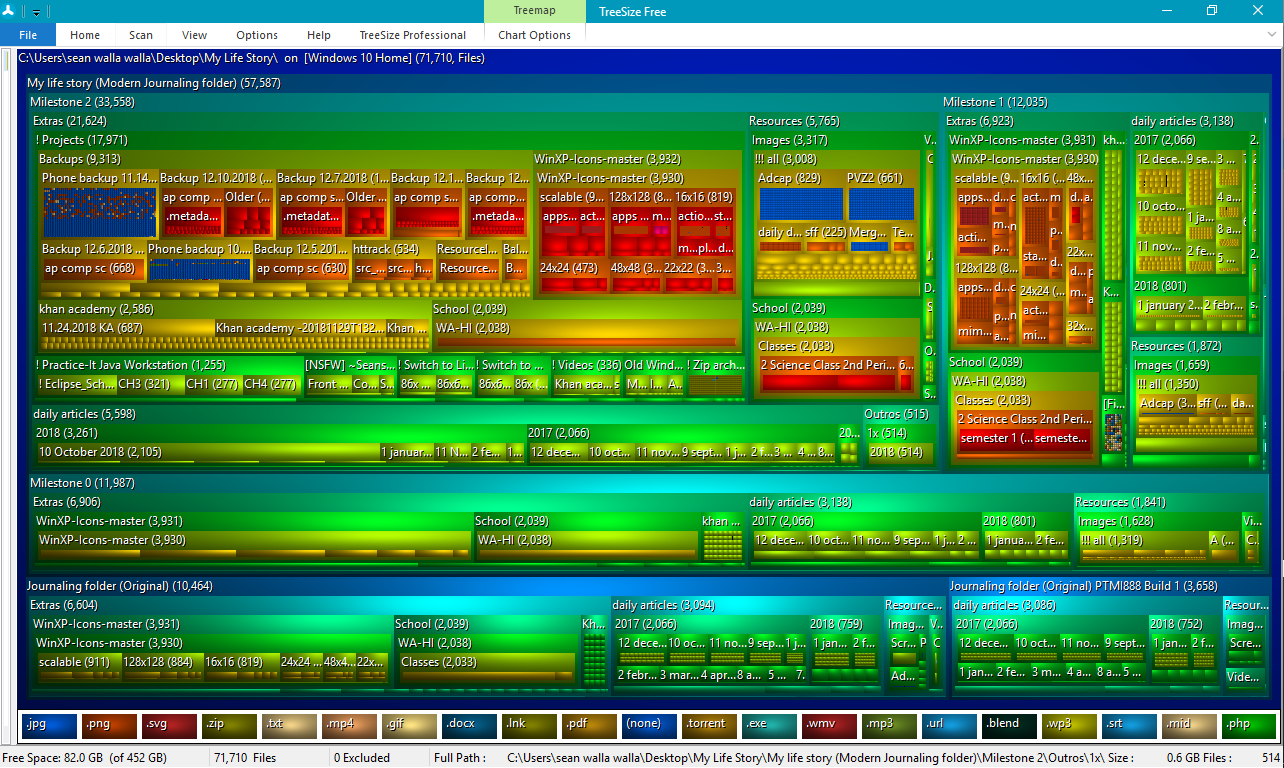 Treemap TreeSize Free
File Home Scan View Options Help TreeSize Professional Chart Options
C:\Users\sean walla walla\Desktop\My Life Story\ on [Windows 10 Home] (71,710, Files)
My life story (Modern Journaling folder) (57,587)
Milestone 2 (33,558) Milestone 1 (12,035)
Extras (21,624) Resources (5,765) Extras (6,923) daily articles (3,138)
! Projects (17,971) Images (3,317) V... WinXP-Icons-master (3,931) kh... 2017 (2,066) 2...
Backups (9,313) WinXP-Icons-master (3,932) !!! all (3,008) C WinXP-Icons-master (3,930) 12 dece... 9 se... 3 ...
Phone backup 11.14... Backup 12.10.2018 (... Backup 12.7.2018 (1... Backup 12.1... Backup 12... WinXP-Icons-master (3,930) Adcap (829) PVZ2 (661) scalable (9... 16x16 (... 48x...
ap comp ... Older (... ap comp s... Older ... ap comp s... ap comp... scalable (9... 128x128 (8... 16x16 (819) apps... d...c act... m d...a 4 a...
.metada... .metadat... .metada... apps... ac... apps ... m... actio...st... 10 octo... 1 ja...
daily d... sff (225) Merg... Te... acti... p... 8 a...
Backup 12.6.2018 ... Phone backup 10.... Backup 12.5.201... httrack (534) Resourcel... Bal... m...pl...d... n sta... d.. 22x... 11 nov... 2 fe... 5 ...
ap comp sc (668) ap comp sc (630) src_... src... h... Resource... B... 24x24 (473) 48x48 (3... 22x22 (3... 3... J... 128x128 (8... p... d...p
apps... d...c 24x24 (... m... 2018 (801)
khan academy (2,586) School (2,039) School (2,039) S act... a 1 january 2... 2 febr... s..
11.24.2018 KA (687) Khan academy -20181129T132... Khan ... WA-HI (2,038) WA-HI (2,038) mim... n mi... 32x...
Classes (2,033) O.. School (2,039) Resources (1,872)
! Practice-It Java Workstation (1,255) [NSFW] ~Seans... ! Switch to Li... ! Switch to ... ! Videos (336) Old Wind... ! Zip arch... 2 Science Class 2nd Peri... 6... WA-HI (2,038) Images (1,659)
! Eclipse_Sch... CH3 (321) CH1 (277) CH4 (277) Front ... Co... S... 86x ... 86x6... 86x6... 86x (... Khan aca... s... M... I... A... S.. Classes (2,033) !!! all (1,350)
daily articles (5,598) Outros (515) 2 Science Class 2nd Peri... [Fi... Adcap (3... sff (... da...
2018 (3,261) 2017 (2,066) 20... 1x (514) semester 1 (... semeste...
10 October 2018 (2,105) 1 januar... 11 N... 2 fe... 1... 12 dece... 10 oct... 11 nov... 9 sept... 1 j... 2 f... 3 ... 4 ... 8... 2018 (514)
Milestone 0 (11,987)
Extras (6,906) daily articles (3,138) Resources (1,841)
WinXP-Icons-master (3,931) School (2,039) khan ... 2017 (2,066) 2018 (801) Images (1,628) Vi...
WinXP-Icons-master (3,930) WA-HI (2,038) 12 dece... 10 oct... 11 no... 9 sep... 1 j... 2 ... 1 janua... 2 fe... !!! all (1,319) A (... C..
Journaling folder (Original) (10,464) Journaling folder (Original) PTMI888 Build 1 (3,658)
Extras (6,604) daily articles (3,094) Resource... daily articles (3,086) Resour...
WinXP-Icons-master (3,931) School (2,039) Kh... 2017 (2,066) 2018 (759) Imag... V... 2017 (2,066) 2018 (752) Imag...
WinXP-Icons-master (3,930) WA-HI (2,038) 12 dece... 10 oc... 11 no... 9 sep... 1 j... 1 jan... 2 f... Scr... P C 12 dece... 10 oct... 11 no... 9 sept... 1 jan... 2 f... Scre...
scalable (911) 128x128 (884) 16x16 (819) 24x24 ... 48x4... 22x... Classes (2,033) 2 febr... 3 mar... 4 apr... 8 a... 5 ... 7. Ad... 1 jan... 2 fe... 3 m... 4 a... 8 a... 5 ... Vide...
.jpg .png .svg .zip .txt .mp4 .gif .docx .lnk .pdf (none) .torrent .exe .wmv .mp3 .url .blend .wp3 .srt .mid .php
Free Space: 82.0 GB (of 452 GB) 71,710 Files 0 Excluded Full Path : C:\Users\sean walla walla\Desktop\My Life Story\My life story (Modern Journaling folder)\Milestone 2\Outros\1x\ Size : 0.6 GB Files : 514